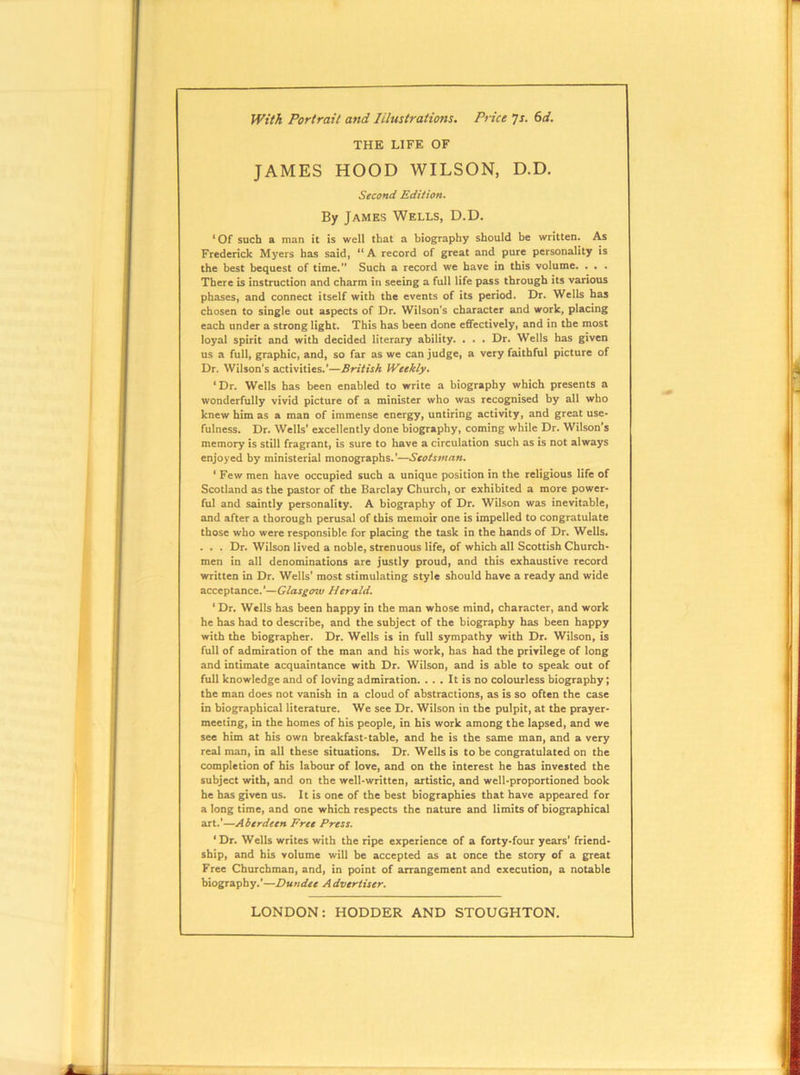 With Portrait and Illustrations. Price 7s. 6d.
THE LIFE OF
JAMES HOOD WILSON, D.D.
Second Edition.
By JAMES WELLS, D.D.
‘Of such a man it is well that a biography should be written. As
Frederick Myers has said, “A record of great and pure personality is
the best bequest of time.” Such a record we have in this volume. . . .
There is instruction and charm in seeing a full life pass through its various
phases, and connect itself with the events of its period. Dr. Wells has
chosen to single out aspects of Dr. Wilson's character and work, placing
each under a strong light. This has been done effectively, and in the most
loyal spirit and with decided literary ability. . . . Dr. Wells has given
us a full, graphic, and, so far as we can judge, a very faithful picture of
Dr. Wilson's activities.’—British Weekly.
‘Dr. Wells has been enabled to write a biography which presents a
wonderfully vivid picture of a minister who was recognised by all who
knew him as a man of immense energy, untiring activity, and great use-
fulness. Dr. Wells' excellently done biography, coming while Dr. Wilson's
memory is still fragrant, is sure to have a circulation such as is not always
enjoyed by ministerial monographs.’—Scotsman.
‘Few men have occupied such a unique position in the religious life of
Scotland as the pastor of the Barclay Church, or exhibited a more power-
ful and saintly personality. A biography of Dr. Wilson was inevitable,
and after a thorough perusal of this memoir one is impelled to congratulate
those who were responsible for placing the task in the hands of Dr. Wells.
. . . Dr. Wilson lived a noble, strenuous life, of which all Scottish Church-
men in all denominations are justly proud, and this exhaustive record
written in Dr. Wells' most stimulating style should have a ready and wide
acceptance.’—Glasgow Herald.
‘Dr. Wells has been happy in the man whose mind, character, and work
he has had to describe, and the subject of the biography has been happy
with the biographer. Dr. Wells is in full sympathy with Dr. Wilson, is
full of admiration of the man and his work, has had the privilege of long
and intimate acquaintance with Dr. Wilson, and is able to speak out of
full knowledge and of loving admiration. . . . It is no colourless biography;
the man does not vanish in a cloud of abstractions, as is so often the case
in biographical literature. We see Dr. Wilson in the pulpit, at the prayer-
meeting, in the homes of his people, in his work among the lapsed, and we
see him at his own breakfast-table, and he is the same man, and a very
real man, in all these situations. Dr. Wells is to be congratulated on the
completion of his labour of love, and on the interest he has invested the
subject with, and on the well-written, artistic, and well-proportioned book
he has given us. It is one of the best biographies that have appeared for
a long time, and one which respects the nature and limits of biographical
art.’—Aberdeen Free Press.
‘Dr. Wells writes with the ripe experience of a forty-four years' friend-
ship, and his volume will be accepted as at once the story of a great
Free Churchman, and, in point of arrangement and execution, a notable
biography.’—Dundee Advertiser.
LONDON: HODDER AND STOUGHTON.